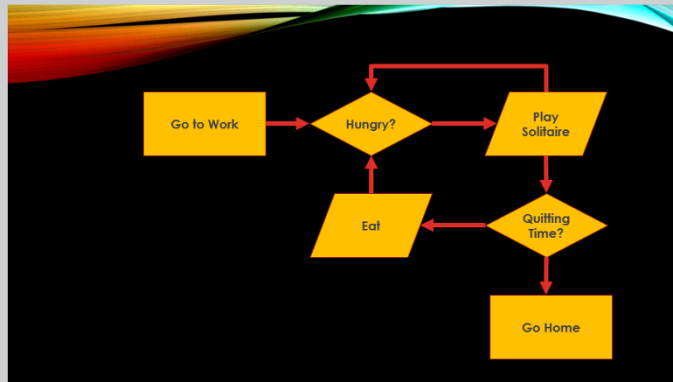 Go to Work
Hungry?
Play
Solitaire
Eat
Quitting
Time?
Go Home